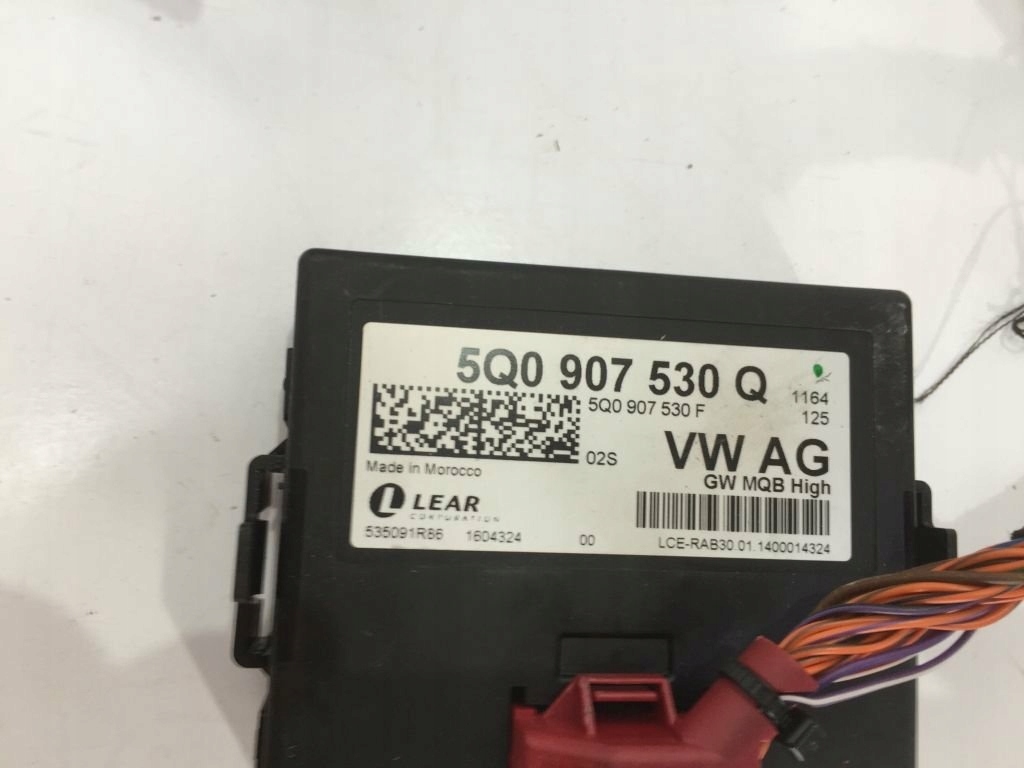 5Q0 907 530 Q
1164
5Q0 907 530 F
125
02S
VW AG
GW MQB High
Made in Morocco
LEAR
CORPORATION
535091R86 1604324 00 LCE-RAB30.01.1400014324